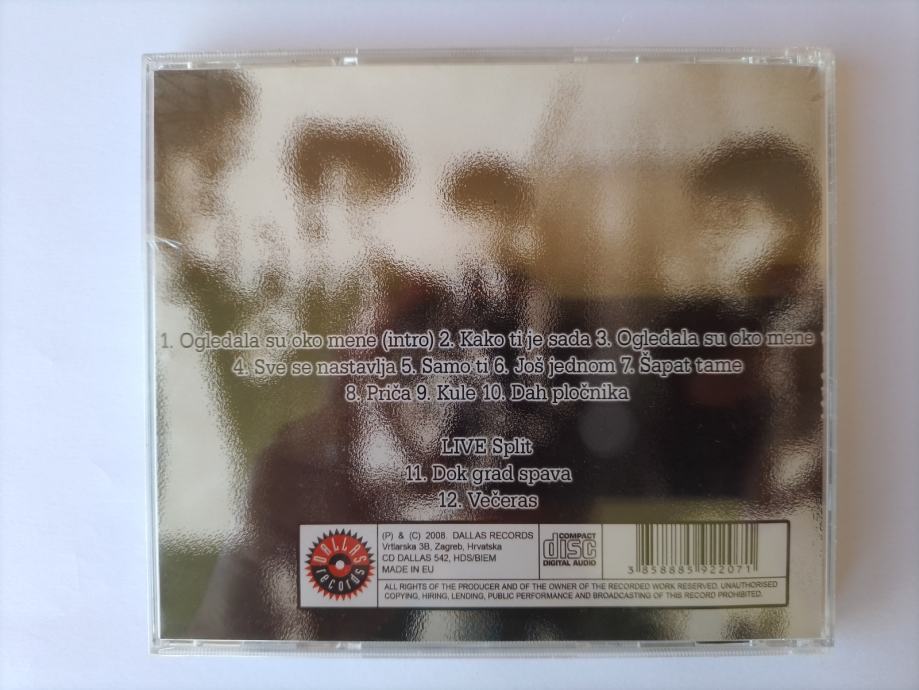 1. Ogledala su oko mene (intro) 2. Kako ti je sada 3. Ogledala su oko mene
4. Sve se nastavlja 5. Samo ti 6. Još jednom 7. Šapat tame
8. Priča 9. Kule 10. Dah pločnika
LIVE Split
11. Dok grad spava
12. Večeras
DALLAS
records
(P) & (C) 2008. DALLAS RECORDS
Vrtlarska 3B, Zagreb, Hrvatska
CD DALLAS 542, HDS/BIEM
MADE IN EU
COMPACT
disc
DIGITAL AUDIO
3 858885 922071
ALL RIGHTS OF THE PRODUCER AND OF THE OWNER OF THE RECORDED WORK RESERVED. UNAUTHORISED
COPYING, HIRING, LENDING, PUBLIC PERFORMANCE AND BROADCASTING OF THIS RECORD PROHIBITED.